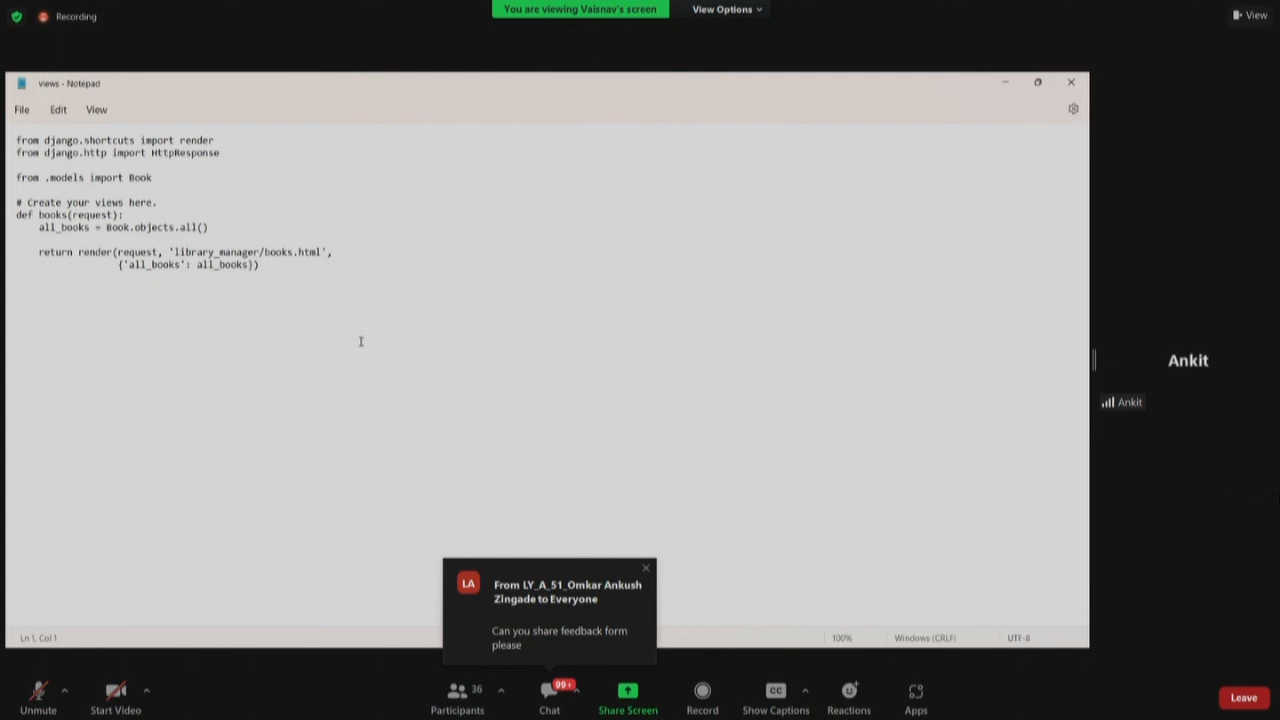 Recording
You are viewing Vaisnav's screen
View Options
View
views - Notepad
File Edit View
from django.shortcuts import render
from django.http import HttpResponse
from .models import Book
# Create your views here.
def books(request):
    all_books = Book.objects.all()
    return render(request, 'library_manager/books.html',
                  {'all_books': all_books})
Ankit
Ankit
From LY_A_51_Omkar Ankush
Zingade to Everyone
LA
Can you share feedback form
please
Ln 1, Col 1
100%
Windows (CRLF)
UTF-8
Unmute
Start Video
36
Participants
99+
Chat
Share Screen
Record
CC
Show Captions
Reactions
Apps
Leave